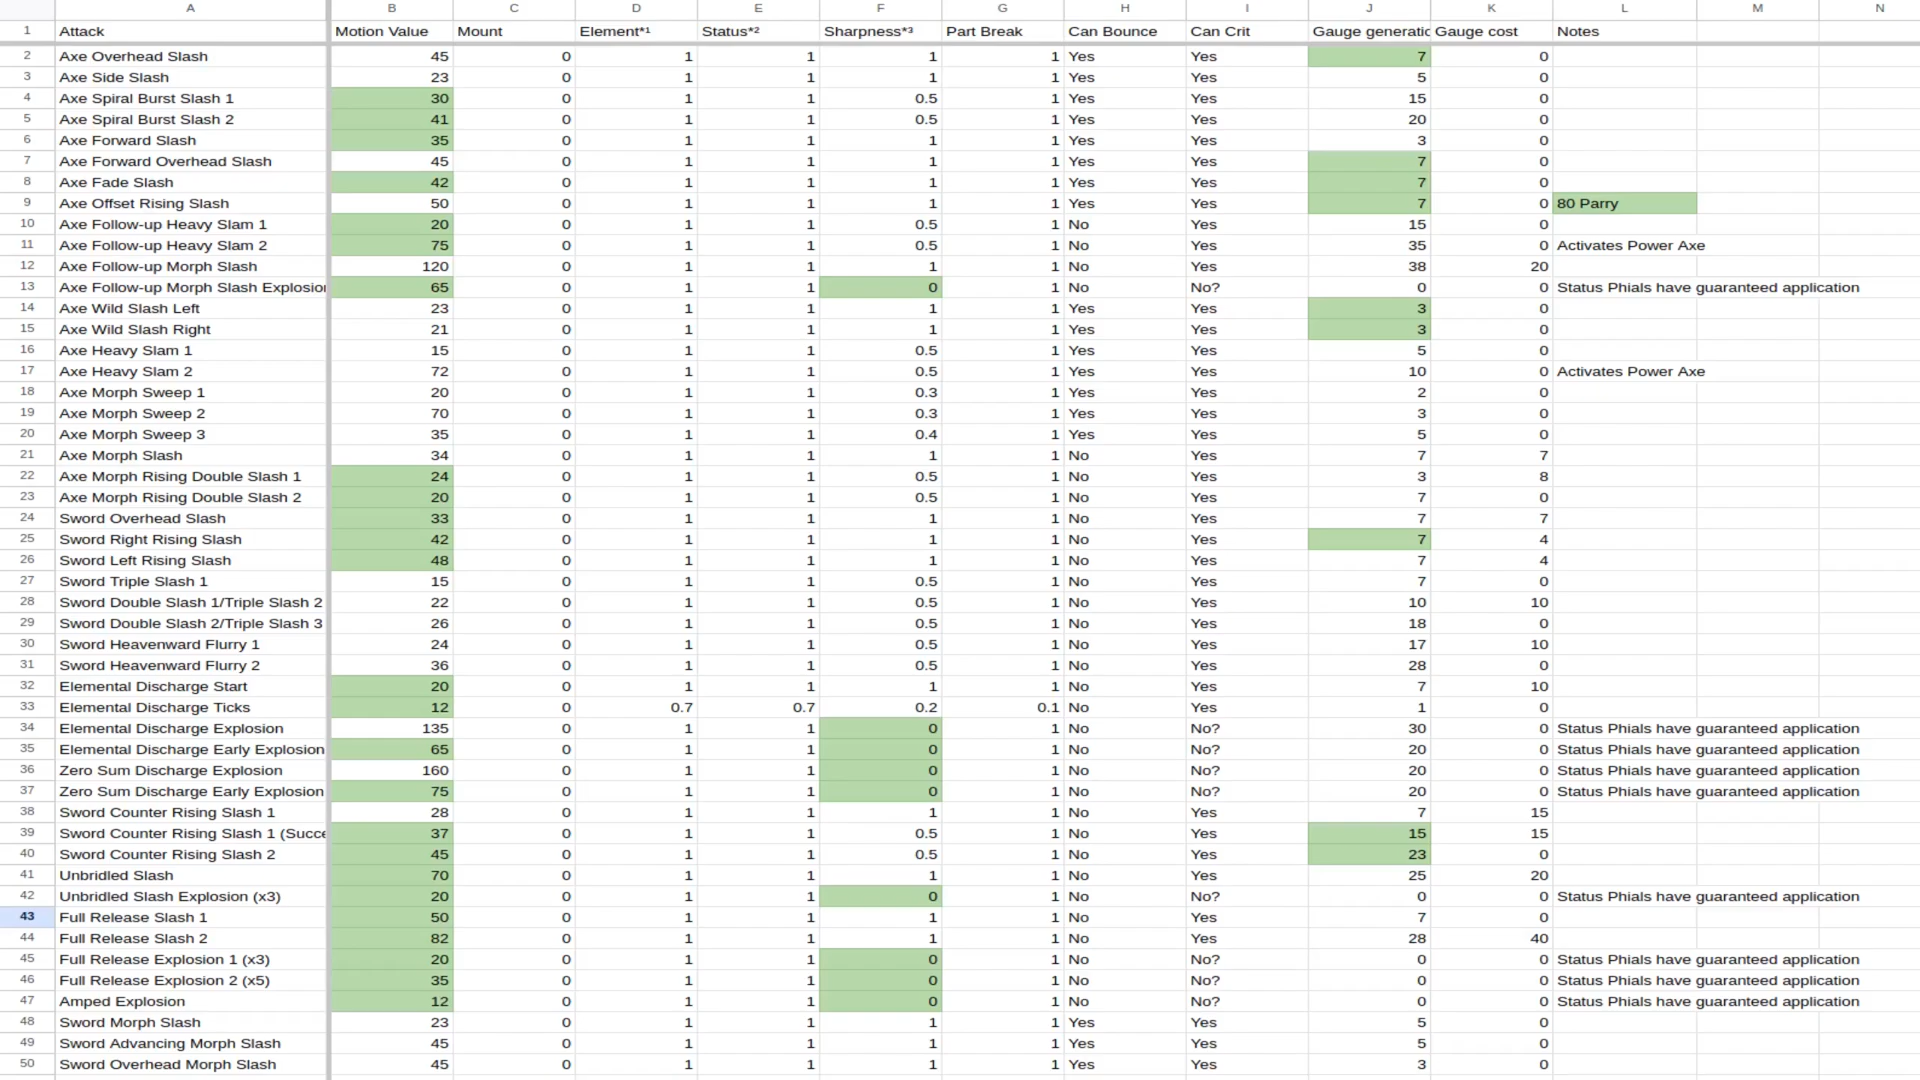 A B C D E F G H I J K L M N
1 Attack Motion Value Mount Element*¹ Status*² Sharpness*³ Part Break Can Bounce Can Crit Gauge generatic Gauge cost Notes
2 Axe Overhead Slash 45 0 1 1 1 1 Yes Yes 7 0
3 Axe Side Slash 23 0 1 1 1 1 Yes Yes 5 0
4 Axe Spiral Burst Slash 1 30 0 1 1 0.5 1 Yes Yes 15 0
5 Axe Spiral Burst Slash 2 41 0 1 1 0.5 1 Yes Yes 20 0
6 Axe Forward Slash 35 0 1 1 1 1 Yes Yes 3 0
7 Axe Forward Overhead Slash 45 0 1 1 1 1 Yes Yes 7 0
8 Axe Fade Slash 42 0 1 1 1 1 Yes Yes 7 0
9 Axe Offset Rising Slash 50 0 1 1 1 1 Yes Yes 7 0 80 Parry
10 Axe Follow-up Heavy Slam 1 20 0 1 1 0.5 1 No Yes 15 0
11 Axe Follow-up Heavy Slam 2 75 0 1 1 0.5 1 No Yes 35 0 Activates Power Axe
12 Axe Follow-up Morph Slash 120 0 1 1 1 1 No Yes 38 20
13 Axe Follow-up Morph Slash Explosion 65 0 1 1 0 1 No No? 0 0 Status Phials have guaranteed application
14 Axe Wild Slash Left 23 0 1 1 1 1 Yes Yes 3 0
15 Axe Wild Slash Right 21 0 1 1 1 1 Yes Yes 3 0
16 Axe Heavy Slam 1 15 0 1 1 0.5 1 Yes Yes 5 0
17 Axe Heavy Slam 2 72 0 1 1 0.5 1 Yes Yes 10 0 Activates Power Axe
18 Axe Morph Sweep 1 20 0 1 1 0.3 1 Yes Yes 2 0
19 Axe Morph Sweep 2 70 0 1 1 0.3 1 Yes Yes 3 0
20 Axe Morph Sweep 3 35 0 1 1 0.4 1 Yes Yes 5 0
21 Axe Morph Slash 34 0 1 1 1 1 No Yes 7 7
22 Axe Morph Rising Double Slash 1 24 0 1 1 0.5 1 No Yes 3 8
23 Axe Morph Rising Double Slash 2 20 0 1 1 0.5 1 No Yes 7 0
24 Sword Overhead Slash 33 0 1 1 1 1 No Yes 7 7
25 Sword Right Rising Slash 42 0 1 1 1 1 No Yes 7 4
26 Sword Left Rising Slash 48 0 1 1 1 1 No Yes 7 4
27 Sword Triple Slash 1 15 0 1 1 0.5 1 No Yes 7 0
28 Sword Double Slash 1/Triple Slash 2 22 0 1 1 0.5 1 No Yes 10 10
29 Sword Double Slash 2/Triple Slash 3 26 0 1 1 0.5 1 No Yes 18 0
30 Sword Heavenward Flurry 1 24 0 1 1 0.5 1 No Yes 17 10
31 Sword Heavenward Flurry 2 36 0 1 1 0.5 1 No Yes 28 0
32 Elemental Discharge Start 20 0 1 1 1 1 No Yes 7 10
33 Elemental Discharge Ticks 12 0 0.7 0.7 0.2 0.1 No Yes 1 0
34 Elemental Discharge Explosion 135 0 1 1 0 1 No No? 30 0 Status Phials have guaranteed application
35 Elemental Discharge Early Explosion 65 0 1 1 0 1 No No? 20 0 Status Phials have guaranteed application
36 Zero Sum Discharge Explosion 160 0 1 1 0 1 No No? 20 0 Status Phials have guaranteed application
37 Zero Sum Discharge Early Explosion 75 0 1 1 0 1 No No? 20 0 Status Phials have guaranteed application
38 Sword Counter Rising Slash 1 28 0 1 1 1 1 No Yes 7 15
39 Sword Counter Rising Slash 1 (Succe 37 0 1 1 0.5 1 No Yes 15 15
40 Sword Counter Rising Slash 2 45 0 1 1 0.5 1 No Yes 23 0
41 Unbridled Slash 70 0 1 1 1 1 No Yes 25 20
42 Unbridled Slash Explosion (x3) 20 0 1 1 0 1 No No? 0 0 Status Phials have guaranteed application
43 Full Release Slash 1 50 0 1 1 1 1 No Yes 7 0
44 Full Release Slash 2 82 0 1 1 1 1 No Yes 28 40
45 Full Release Explosion 1 (x3) 20 0 1 1 0 1 No No? 0 0 Status Phials have guaranteed application
46 Full Release Explosion 2 (x5) 35 0 1 1 0 1 No No? 0 0 Status Phials have guaranteed application
47 Amped Explosion 12 0 1 1 0 1 No No? 0 0 Status Phials have guaranteed application
48 Sword Morph Slash 23 0 1 1 1 1 Yes Yes 5 0
49 Sword Advancing Morph Slash 45 0 1 1 1 1 Yes Yes 5 0
50 Sword Overhead Morph Slash 45 0 1 1 1 1 Yes Yes 3 0